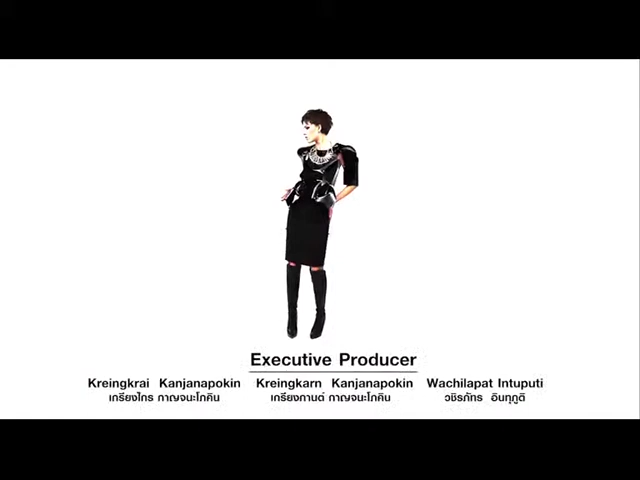 Executive Producer
Kreingkrai Kanjanapokin Kreingkarn Kanjanapokin Wachilapat Intuputi
เกรียงไกร กาญจนะโภคิน เกรียงกานต์ กาญจนะโภคิน วชิรภัทร อินทุภูติ